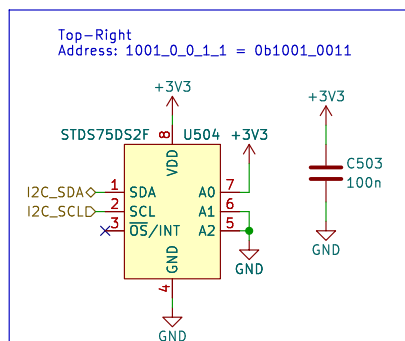 Top-Right
Address: 1001_0_0_1_1 = 0b1001_0011
+3V3
+3V3
STDS75DS2F U504 +3V3
8
VDD
C503
100n
I2C_SDA 1 SDA A0 7
I2C_SCL 2 SCL A1 6
3 OS/INT A2 5
GND
4
GND
GND
GND